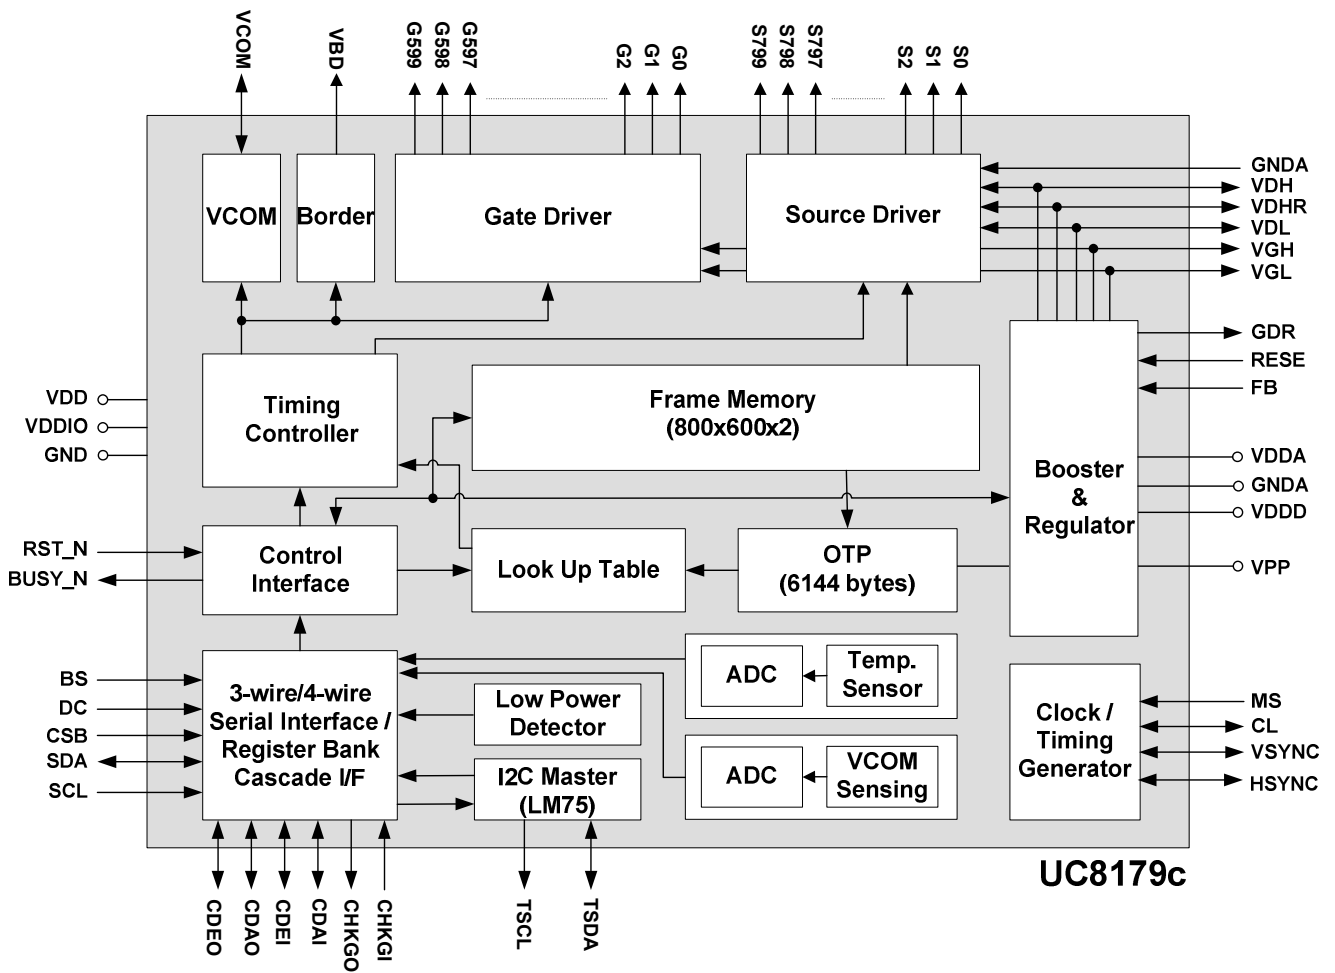 VCOM
VBD
G599
G598
G597
G2
G1
G0
S799
S798
S797
S2
S1
S0
VCOM
Border
Gate Driver
Source Driver
GNDA
VDH
VDHR
VDL
VGH
VGL
GDR
RESE
FB
VDDA
GNDA
VDDD
VPP
VDD
VDDIO
GND
Timing
Controller
Frame Memory
(800x600x2)
Booster
&
Regulator
RST_N
BUSY_N
Control
Interface
Look Up Table
OTP
(6144 bytes)
BS
DC
CSB
SDA
SCL
3-wire/4-wire
Serial Interface /
Register Bank
Cascade I/F
Low Power
Detector
I2C Master
(LM75)
ADC
Temp.
Sensor
ADC
VCOM
Sensing
Clock /
Timing
Generator
MS
CL
VSYNC
HSYNC
CDEO
CDAO
CDEI
CDAI
CHKGO
CHKGI
TSCL
TSDA
UC8179c